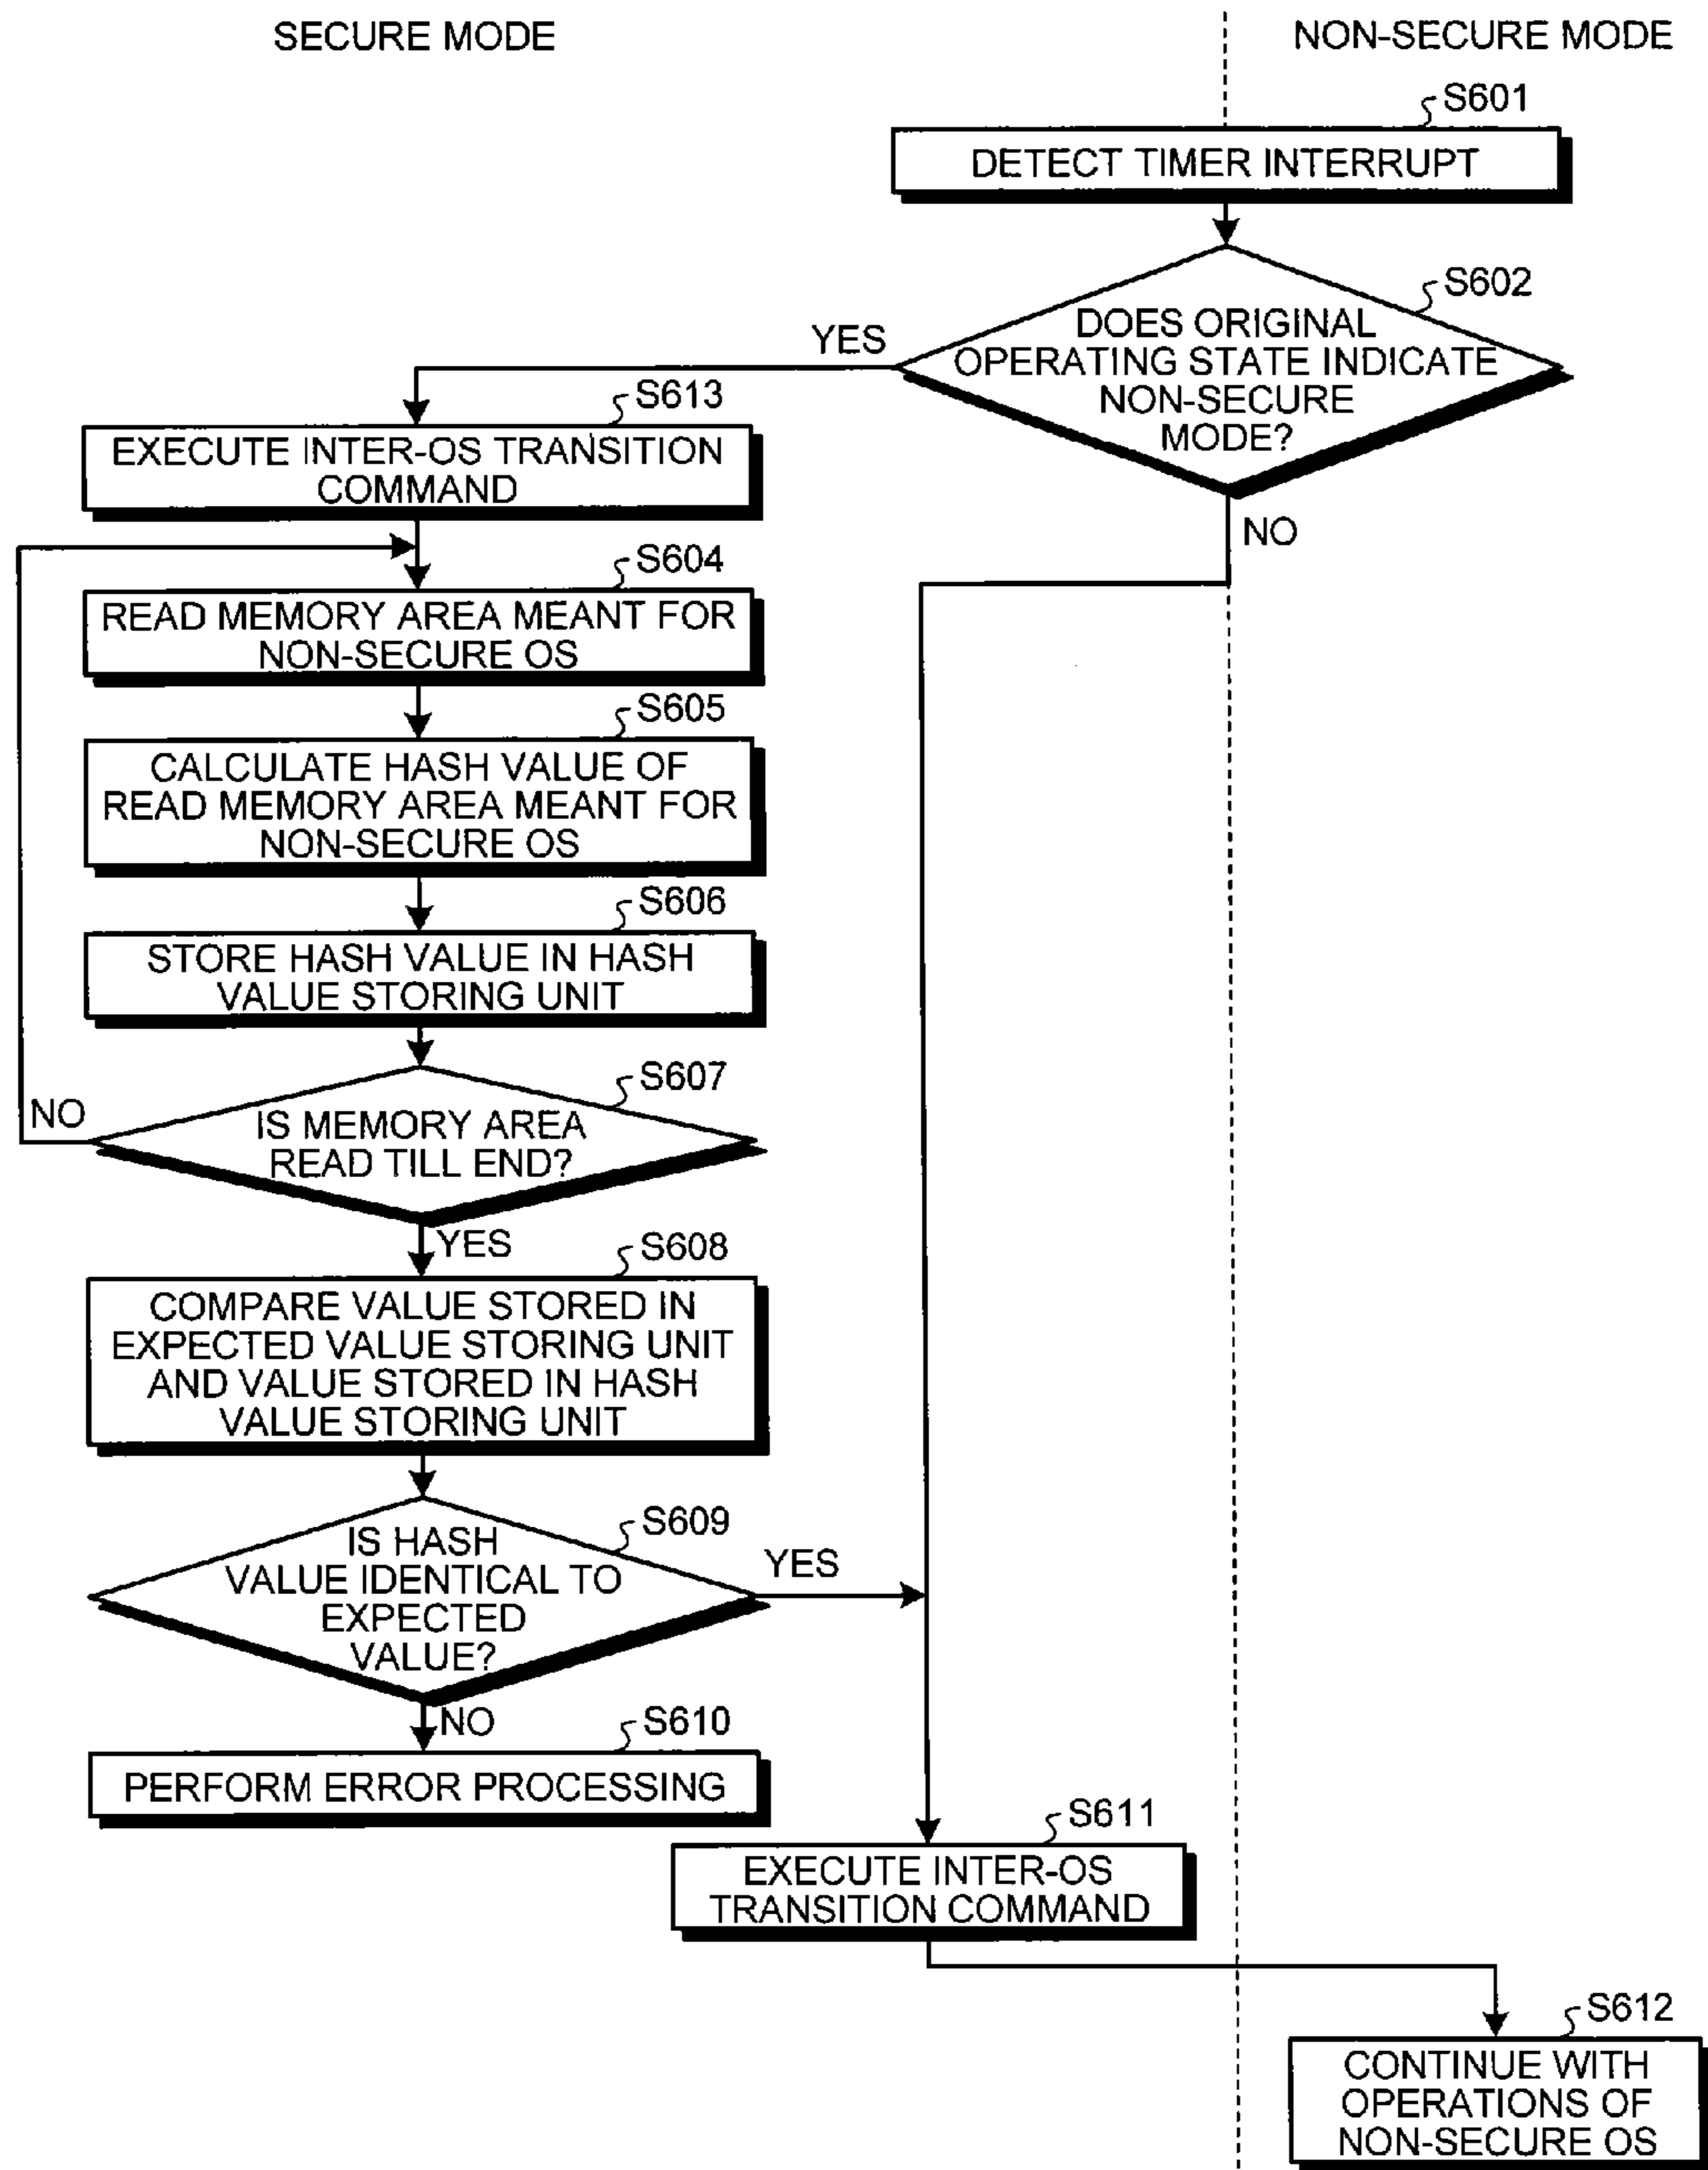 SECURE MODE
NON-SECURE MODE
S601
DETECT TIMER INTERRUPT
S602
DOES ORIGINAL
OPERATING STATE INDICATE
NON-SECURE
MODE?
YES
NO
S613
EXECUTE INTER-OS TRANSITION
COMMAND
S604
READ MEMORY AREA MEANT FOR
NON-SECURE OS
S605
CALCULATE HASH VALUE OF
READ MEMORY AREA MEANT FOR
NON-SECURE OS
S606
STORE HASH VALUE IN HASH
VALUE STORING UNIT
S607
NO
IS MEMORY AREA
READ TILL END?
YES
S608
COMPARE VALUE STORED IN
EXPECTED VALUE STORING UNIT
AND VALUE STORED IN HASH
VALUE STORING UNIT
S609
IS HASH
VALUE IDENTICAL TO
EXPECTED
VALUE?
YES
NO
S610
PERFORM ERROR PROCESSING
S611
EXECUTE INTER-OS
TRANSITION COMMAND
S612
CONTINUE WITH
OPERATIONS OF
NON-SECURE OS